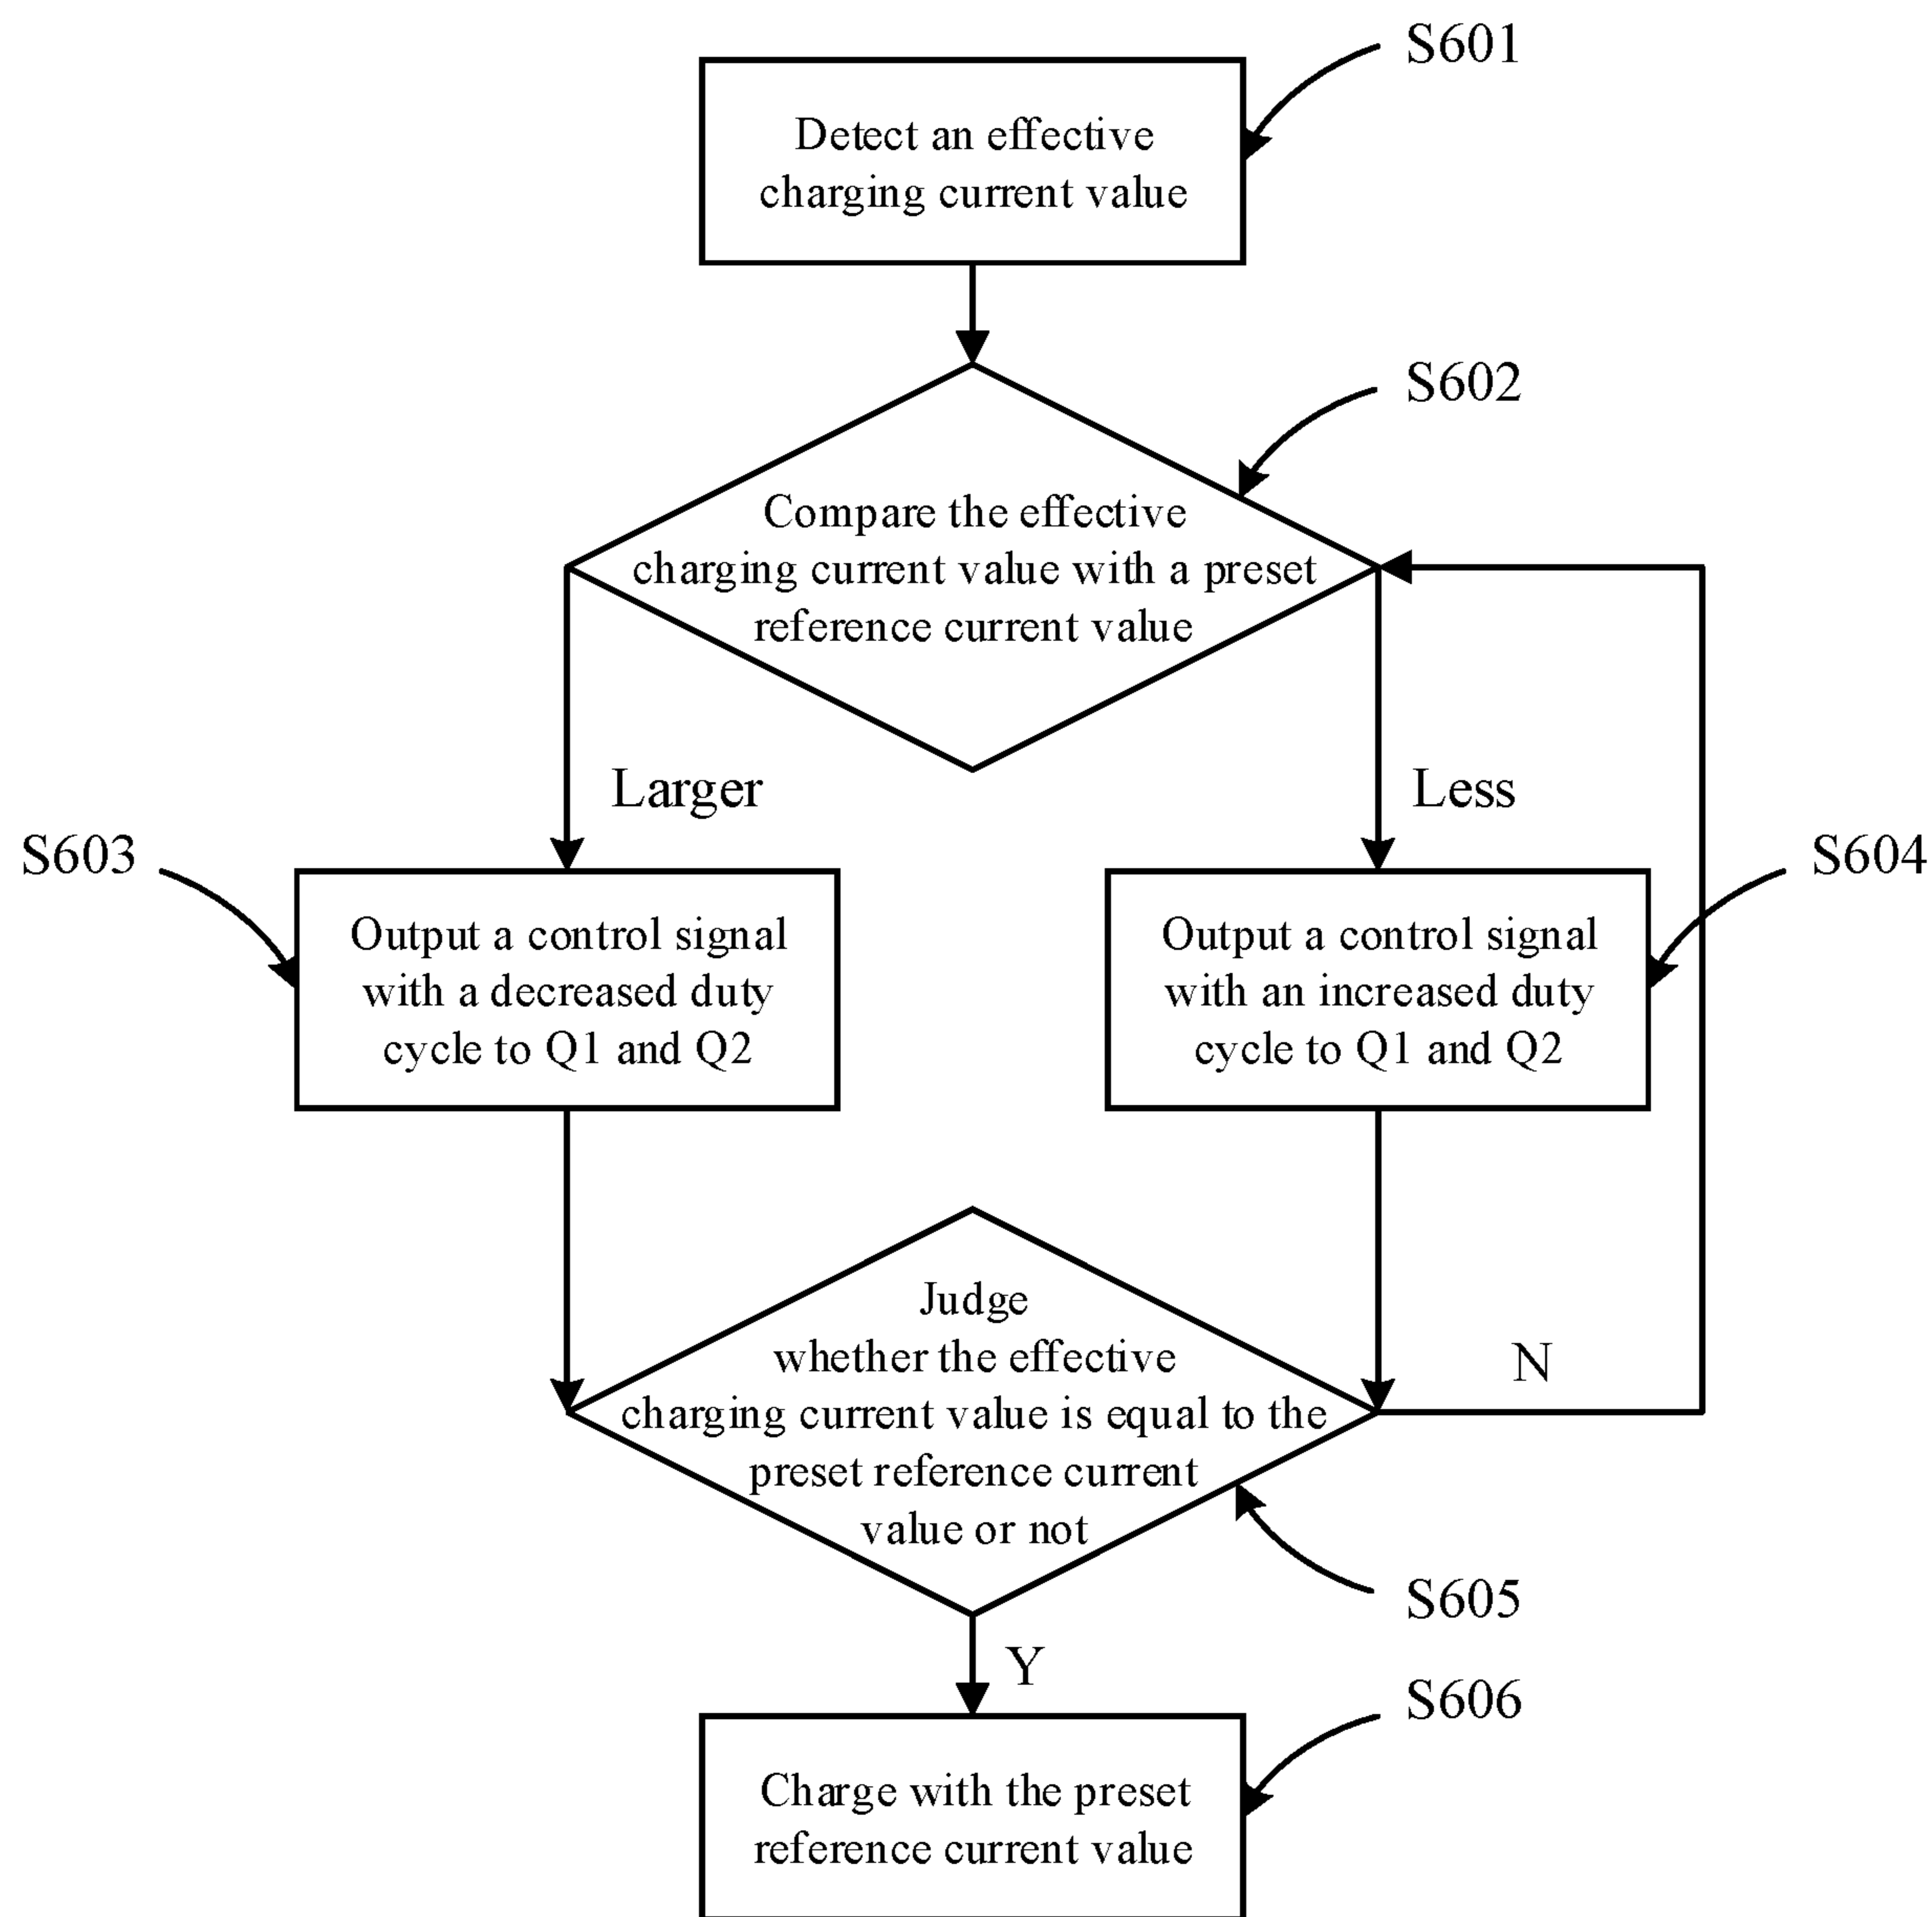 S601
Detect an effective
charging current value
S602
Compare the effective
charging current value with a preset
reference current value
Larger
Less
S603
S604
Output a control signal
with a decreased duty
cycle to Q1 and Q2
Output a control signal
with an increased duty
cycle to Q1 and Q2
Judge
whether the effective
charging current value is equal to the
preset reference current
value or not
N
S605
Y
S606
Charge with the preset
reference current value